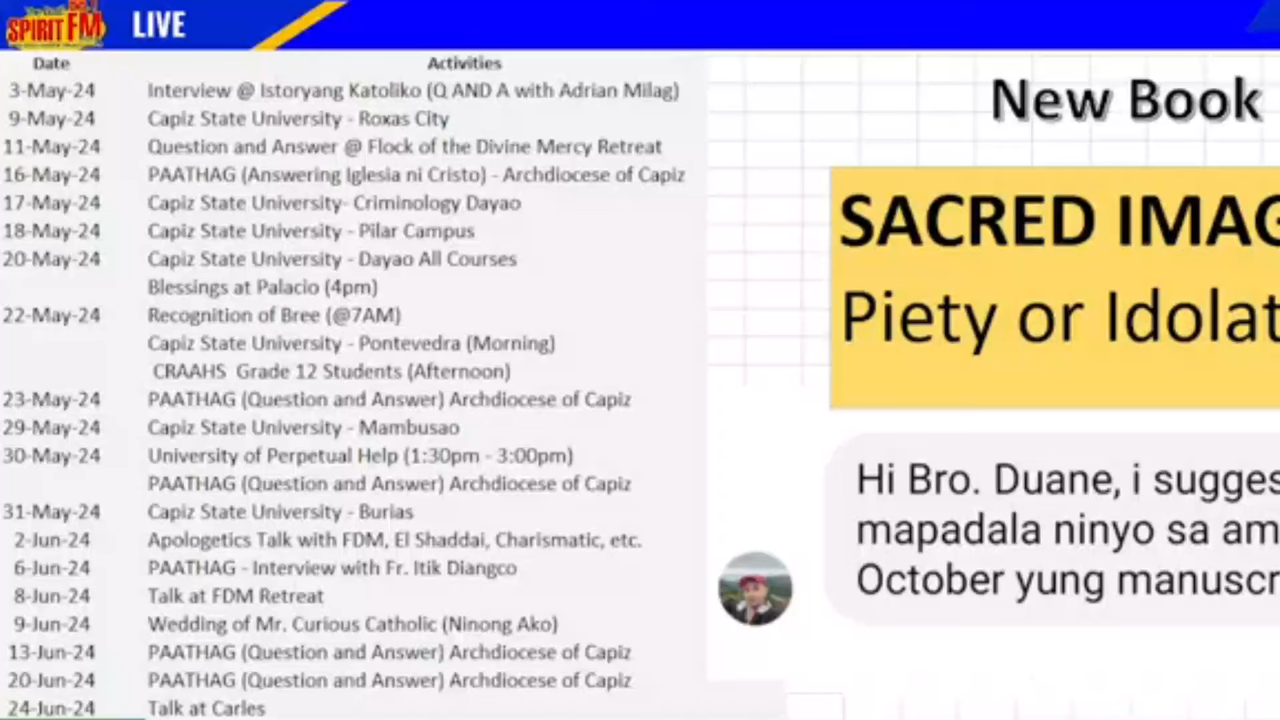 SPIRIT FM
LIVE
Date Activities
3-May-24 Interview @ Istoryang Katoliko (Q AND A with Adrian Milag)
9-May-24 Capiz State University - Roxas City
11-May-24 Question and Answer @ Flock of the Divine Mercy Retreat
16-May-24 PAATHAG (Answering Iglesia ni Cristo) - Archdiocese of Capiz
17-May-24 Capiz State University- Criminology Dayao
18-May-24 Capiz State University - Pilar Campus
20-May-24 Capiz State University - Dayao All Courses
Blessings at Palacio (4pm)
22-May-24 Recognition of Bree (@7AM)
Capiz State University - Pontevedra (Morning)
CRAAHS Grade 12 Students (Afternoon)
23-May-24 PAATHAG (Question and Answer) Archdiocese of Capiz
29-May-24 Capiz State University - Mambusao
30-May-24 University of Perpetual Help (1:30pm - 3:00pm)
PAATHAG (Question and Answer) Archdiocese of Capiz
31-May-24 Capiz State University - Burias
2-Jun-24 Apologetics Talk with FDM, El Shaddai, Charismatic, etc.
6-Jun-24 PAATHAG - Interview with Fr. Itik Diangco
8-Jun-24 Talk at FDM Retreat
9-Jun-24 Wedding of Mr. Curious Catholic (Ninong Ako)
13-Jun-24 PAATHAG (Question and Answer) Archdiocese of Capiz
20-Jun-24 PAATHAG (Question and Answer) Archdiocese of Capiz
24-Jun-24 Talk at Carles
New Book
SACRED IMAG
Piety or Idolat
Hi Bro. Duane, i sugges
mapadala ninyo sa am
October yung manuscr